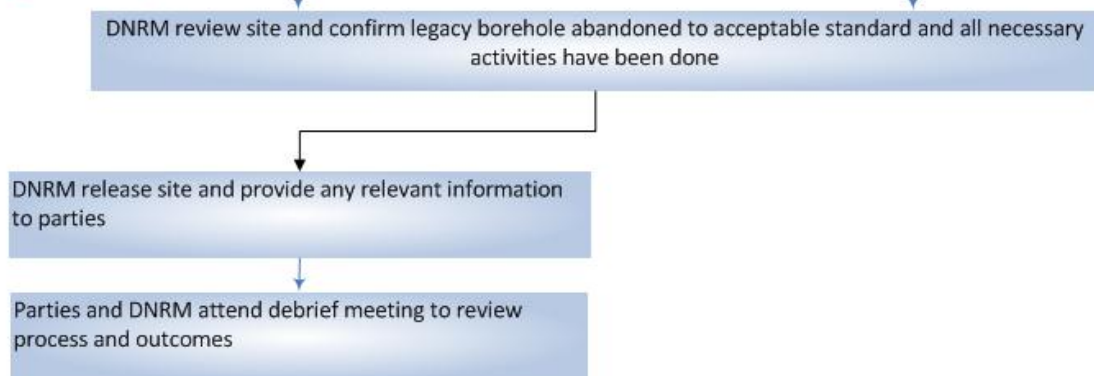 DNRM review site and confirm legacy borehole abandoned to acceptable standard and all necessary
activities have been done
DNRM release site and provide any relevant information
to parties
Parties and DNRM attend debrief meeting to review
process and outcomes